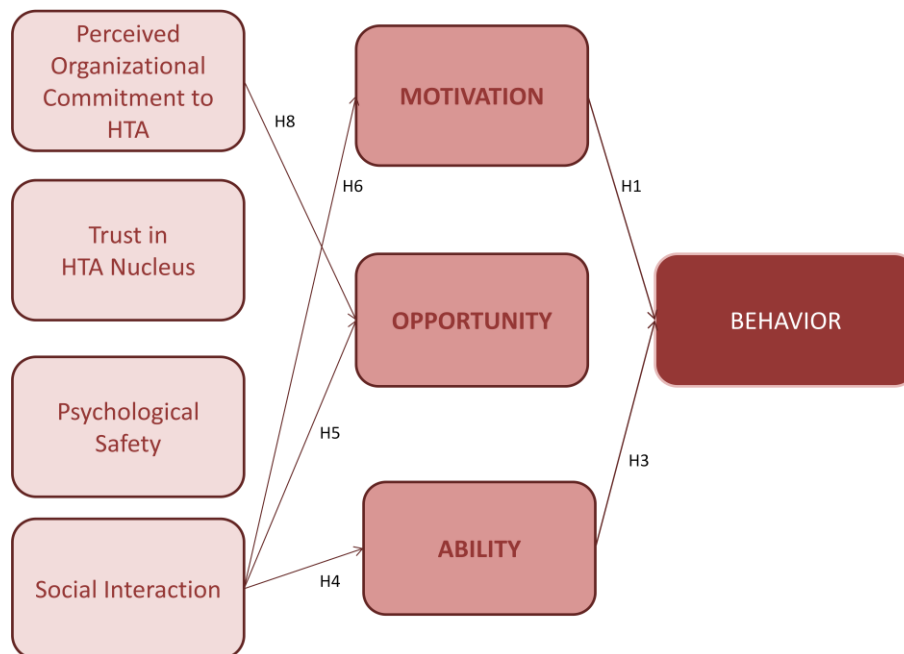 Perceived
Organizational
Commitment to
HTA
MOTIVATION
H8
H6
H1
Trust in
HTA Nucleus
OPPORTUNITY
BEHAVIOR
Psychological
Safety
H5
H3
ABILITY
Social Interaction
H4